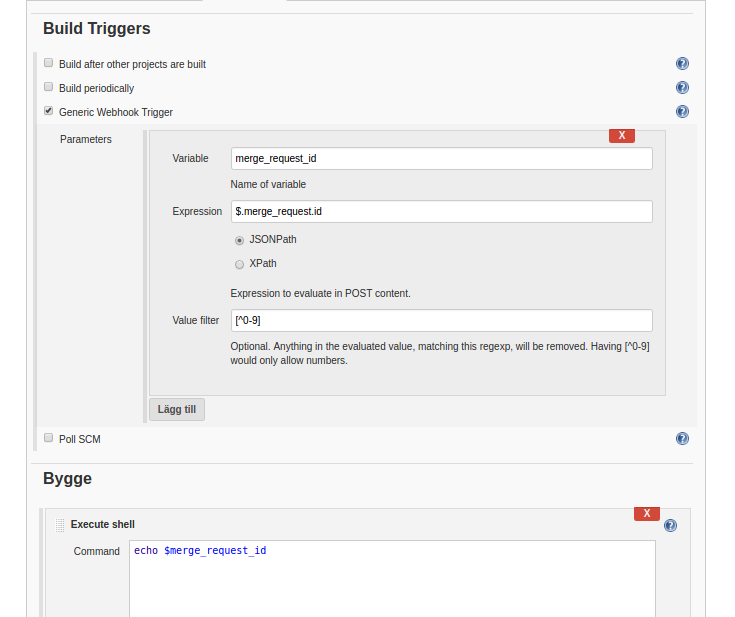 Build Triggers
Build after other projects are built
Build periodically
Generic Webhook Trigger
Parameters
X
Variable
merge_request_id
Name of variable
Expression
$.merge_request.id
JSONPath
XPath
Expression to evaluate in POST content.
Value filter
[^0-9]
Optional. Anything in the evaluated value, matching this regexp, will be removed. Having [^0-9]
would only allow numbers.
Lägg till
Poll SCM
Bygge
X
Execute shell
Command
echo $merge_request_id